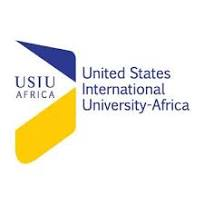 USIU
AFRICA
United States
International
University-Africa